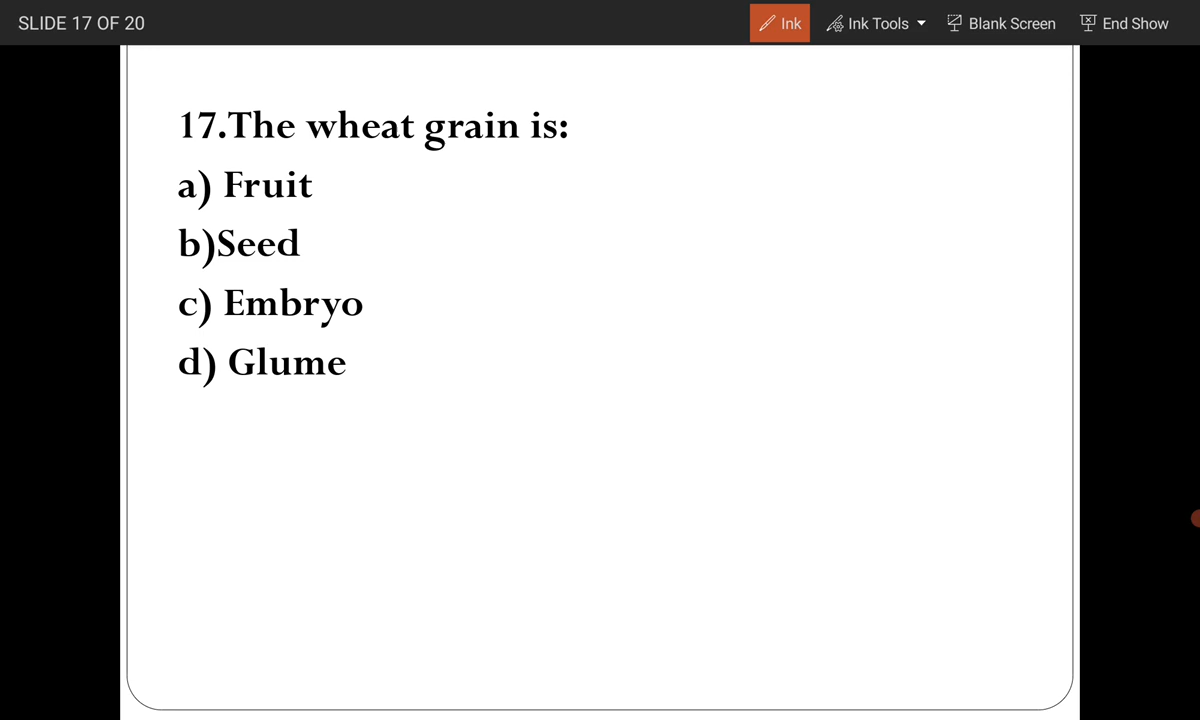 SLIDE 17 OF 20
Ink
Ink Tools
Blank Screen
End Show
17.The wheat grain is:
a) Fruit
b)Seed
c) Embryo
d) Glume